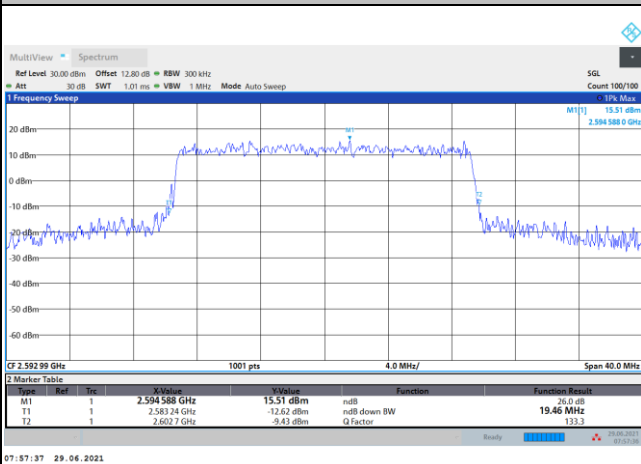 MultiView Spectrum
Ref Level 30.00 dBm Offset 12.80 dB RBW 300 kHz SGL
Att 30 dB SWT 1.01 ms VBW 1 MHz Mode Auto Sweep Count 100/100
1 Frequency Sweep 1Pk Max
M1[1] 15.51 dBm
2.594 588 0 GHz
20 dBm
M1
10 dBm
0 dBm
-10 dBm
-20 dBm
-30 dBm
-40 dBm
-50 dBm
-60 dBm
CF 2.592 99 GHz 1001 pts 4.0 MHz/ Span 40.0 MHz
2 Marker Table
Type Ref Trc X-Value Y-Value Function Function Result
M1 1 2.594 588 GHz 15.51 dBm ndB 26.0 dB
T1 1 2.583 24 GHz -12.62 dBm ndB down BW 19.46 MHz
T2 1 2.602 7 GHz -9.43 dBm Q Factor 133.3
Ready 29.06.2021
07:57:36
07:57:37 29.06.2021